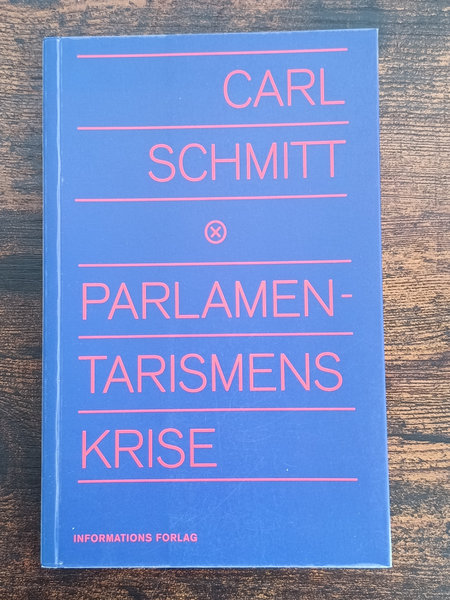 CARL
SCHMITT
PARLAMEN-
TARISMENS
KRISE
INFORMATIONS FORLAG